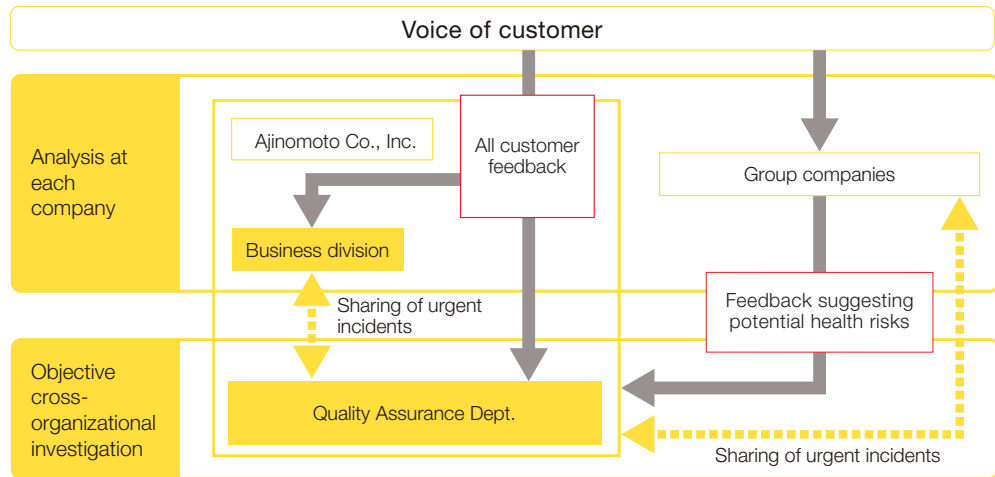 Voice of customer
Analysis at
each
company
Ajinomoto Co., Inc.
All customer
feedback
Group companies
Business division
Sharing of urgent
incidents
Feedback suggesting
potential health risks
Objective
cross-
organizational
investigation
Quality Assurance Dept.
Sharing of urgent incidents